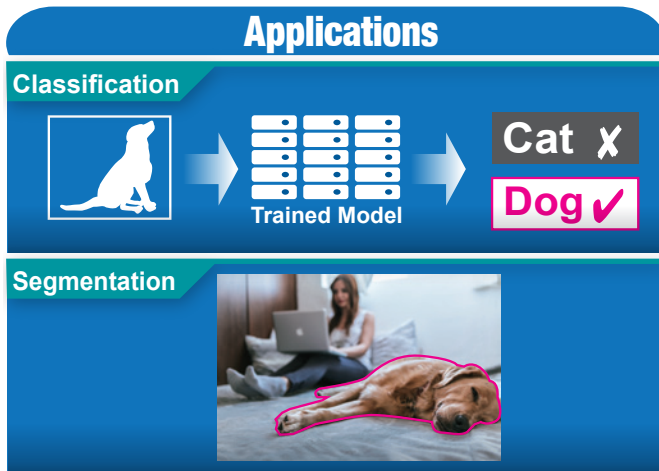 Applications
Classification
Cat ✘
Dog ✓
Trained Model
Segmentation